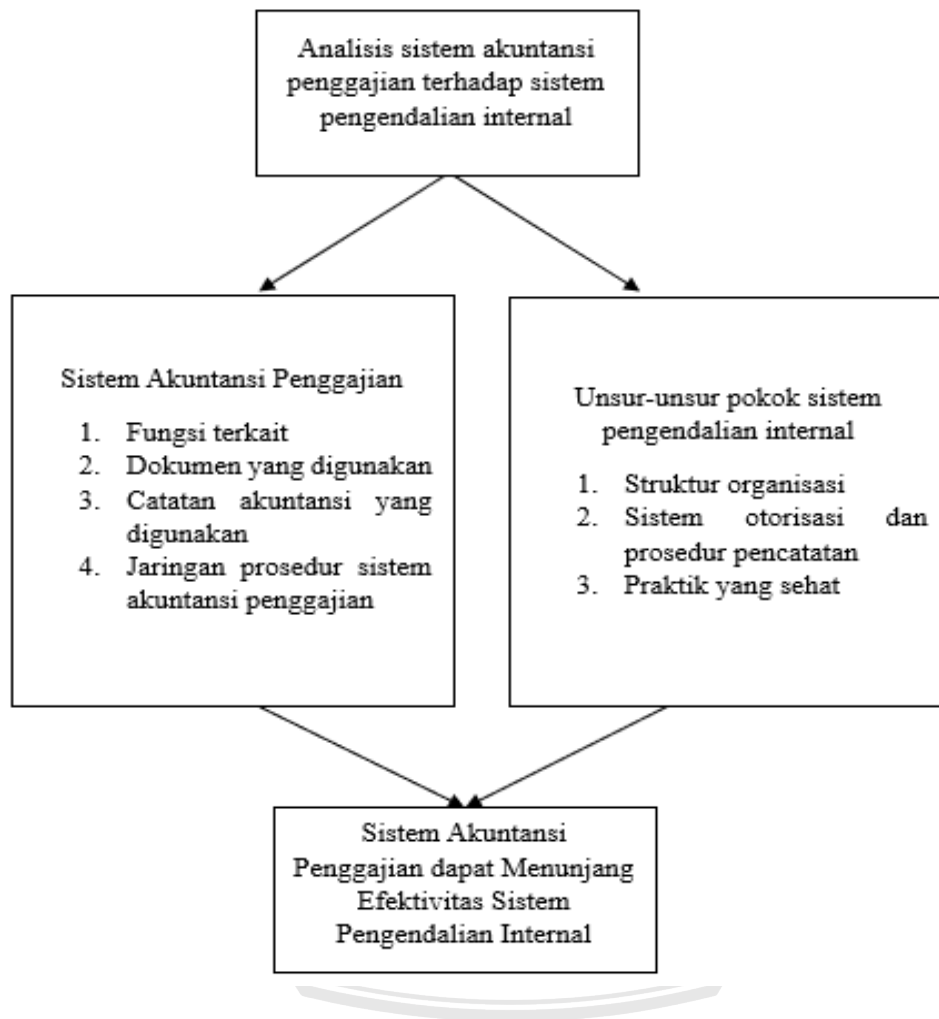 Analisis sistem akuntansi
penggajian terhadap sistem
pengendalian internal
Sistem Akuntansi Penggajian
1. Fungsi terkait
2. Dokumen yang digunakan
3. Catatan akuntansi yang
digunakan
4. Jaringan prosedur sistem
akuntansi penggajian
Unsur-unsur pokok sistem
pengendalian internal
1. Struktur organisasi
2. Sistem otorisasi dan
prosedur pencatatan
3. Praktik yang sehat
Sistem Akuntansi
Penggajian dapat Menunjang
Efektivitas Sistem
Pengendalian Internal